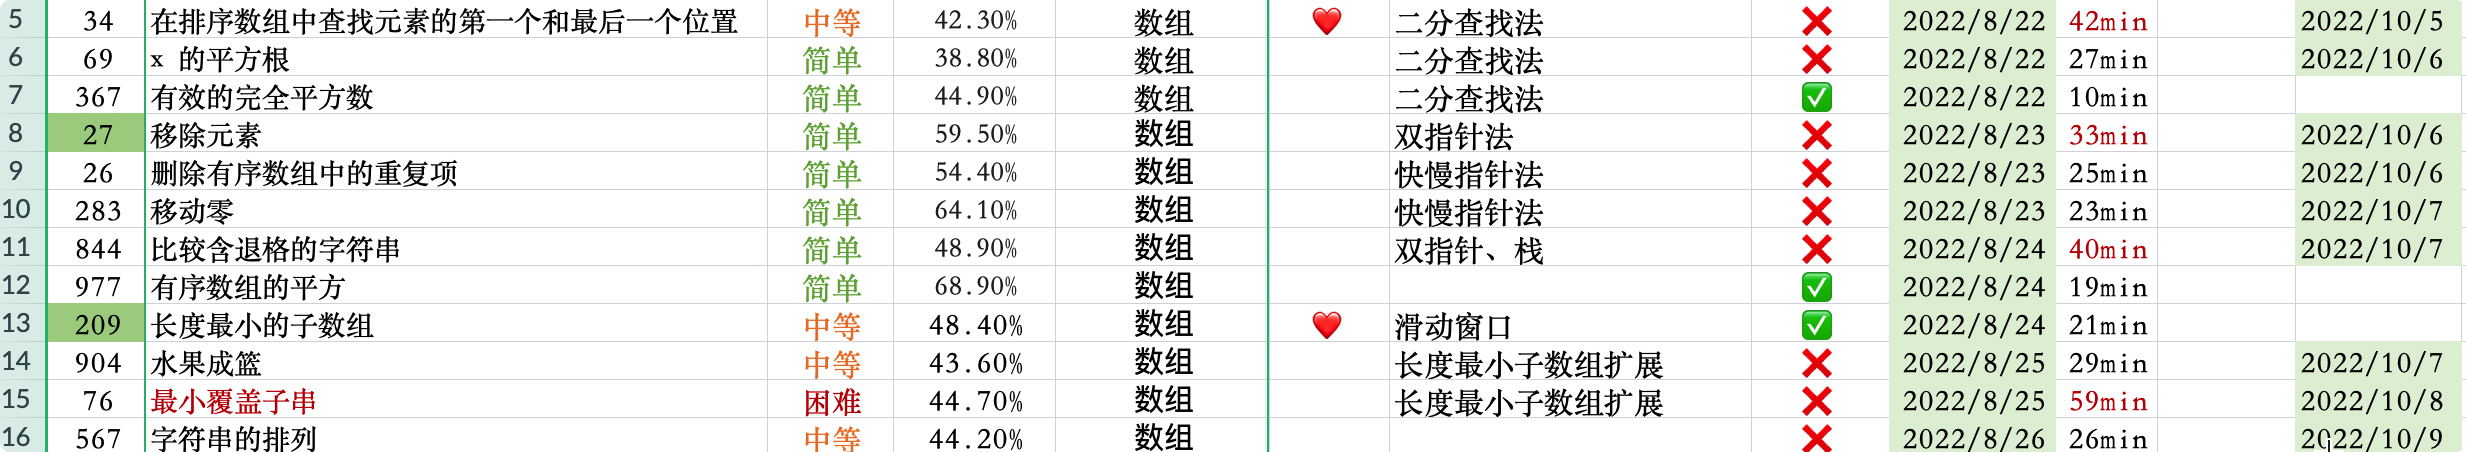 5 34 在排序数组中查找元素的第一个和最后一个位置 中等 42.30% 数组 ❤️ 二分查找法 ❌ 2022/8/22 42min 2022/10/5
6 69 x 的平方根 简单 38.80% 数组 二分查找法 ❌ 2022/8/22 27min 2022/10/6
7 367 有效的完全平方数 简单 44.90% 数组 二分查找法 ✅ 2022/8/22 10min
8 27 移除元素 简单 59.50% 数组 双指针法 ❌ 2022/8/23 33min 2022/10/6
9 26 删除有序数组中的重复项 简单 54.40% 数组 快慢指针法 ❌ 2022/8/23 25min 2022/10/6
10 283 移动零 简单 64.10% 数组 快慢指针法 ❌ 2022/8/23 23min 2022/10/7
11 844 比较含退格的字符串 简单 48.90% 数组 双指针、栈 ❌ 2022/8/24 40min 2022/10/7
12 977 有序数组的平方 简单 68.90% 数组 ✅ 2022/8/24 19min
13 209 长度最小的子数组 中等 48.40% 数组 ❤️ 滑动窗口 ✅ 2022/8/24 21min
14 904 水果成篮 中等 43.60% 数组 长度最小子数组扩展 ❌ 2022/8/25 29min 2022/10/7
15 76 最小覆盖子串 困难 44.70% 数组 长度最小子数组扩展 ❌ 2022/8/25 59min 2022/10/8
16 567 字符串的排列 中等 44.20% 数组 ❌ 2022/8/26 26min 2022/10/9